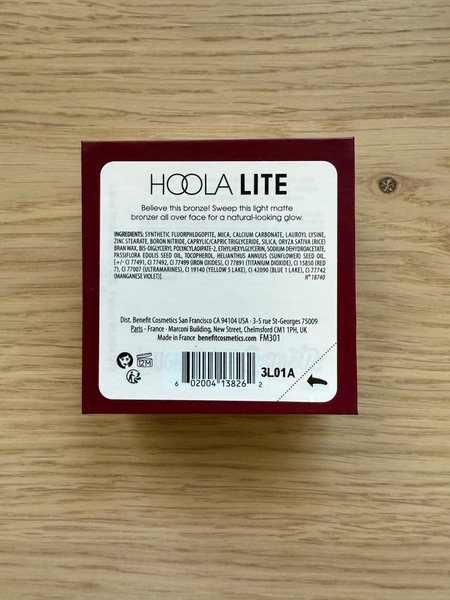 HOOLA LITE
Believe this bronze! Sweep this light matte
bronzer all over face for a natural-looking glow.
INGREDIENTS: SYNTHETIC FLUORPHLOGOPITE, MICA, CALCIUM CARBONATE, LAUROYL LYSINE,
ZINC STEARATE, BORON NITRIDE, CAPRYLIC/CAPRIC TRIGLYCERIDE, SILICA, ORYZA SATIVA (RICE)
BRAN WAX, BIS-DIGLYCERYL POLYACYLADIPATE-2, ETHYLHEXYLGLYCERIN, SODIUM DEHYDROACETATE,
PASSIFLORA EDULIS SEED OIL, TOCOPHEROL, HELIANTHUS ANNUUS (SUNFLOWER) SEED OIL.
[+/- CI 77491, CI 77492, CI 77499 (IRON OXIDES), CI 77891 (TITANIUM DIOXIDE), CI 15850 (RED
7), CI 77007 (ULTRAMARINES), CI 19140 (YELLOW 5 LAKE), CI 42090 (BLUE 1 LAKE), CI 77742
(MANGANESE VIOLET)].
N° 18740
Dist. Benefit Cosmetics San Francisco CA 94104 USA · 3-5 rue St-Georges 75009
Paris - France · Marconi Building, New Street, Chelmsford CM1 1PH, UK
Made in France benefitcosmetics.com FM301
12M
6 02004 13826 2
3L01A